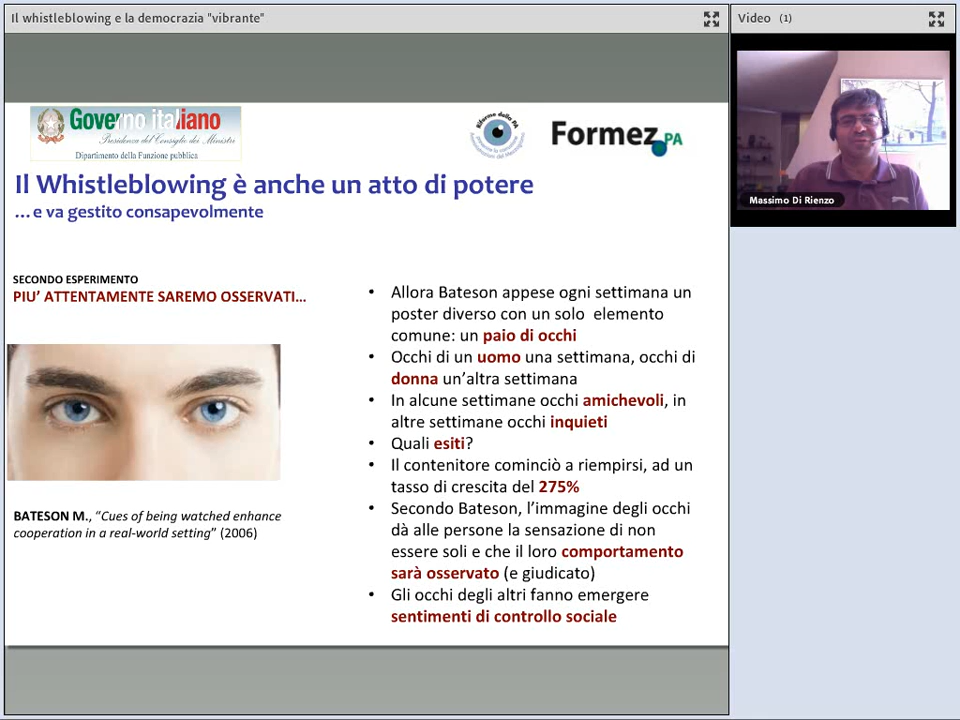 Il whistleblowing e la democrazia "vibrante"
Video (1)
Governo italiano
Presidenza del Consiglio dei Ministri
Dipartimento della Funzione pubblica
Riforme della PA
Formez PA
Massimo Di Rienzo
Il Whistleblowing è anche un atto di potere
…e va gestito consapevolmente
SECONDO ESPERIMENTO
PIU’ ATTENTAMENTE SAREMO OSSERVATI…
BATESON M., “Cues of being watched enhance
cooperation in a real-world setting” (2006)
• Allora Bateson appese ogni settimana un
poster diverso con un solo elemento
comune: un paio di occhi
• Occhi di un uomo una settimana, occhi di
donna un’altra settimana
• In alcune settimane occhi amichevoli, in
altre settimane occhi inquieti
• Quali esiti?
• Il contenitore cominciò a riempirsi, ad un
tasso di crescita del 275%
• Secondo Bateson, l’immagine degli occhi
dà alle persone la sensazione di non
essere soli e che il loro comportamento
sarà osservato (e giudicato)
• Gli occhi degli altri fanno emergere
sentimenti di controllo sociale